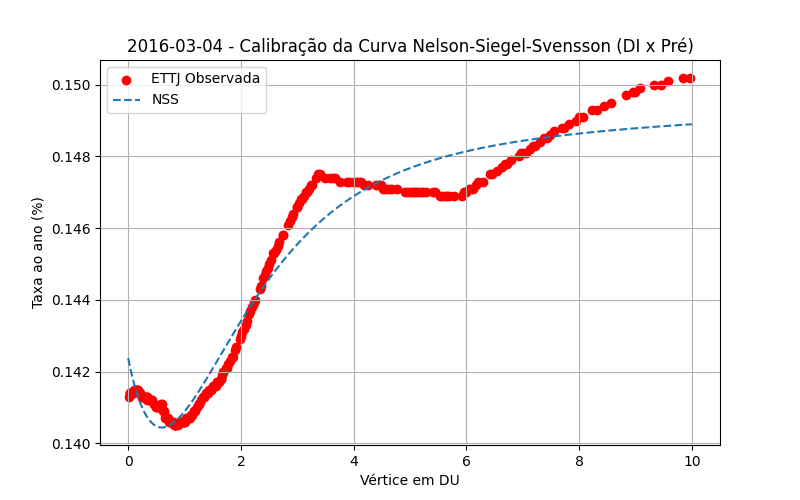 2016-03-04 - Calibração da Curva Nelson-Siegel-Svensson (DI x Pré)
ETTJ Observada
NSS
Taxa ao ano (%)
0.150
0.148
0.146
0.144
0.142
0.140
0
2
4
6
8
10
Vértice em DU